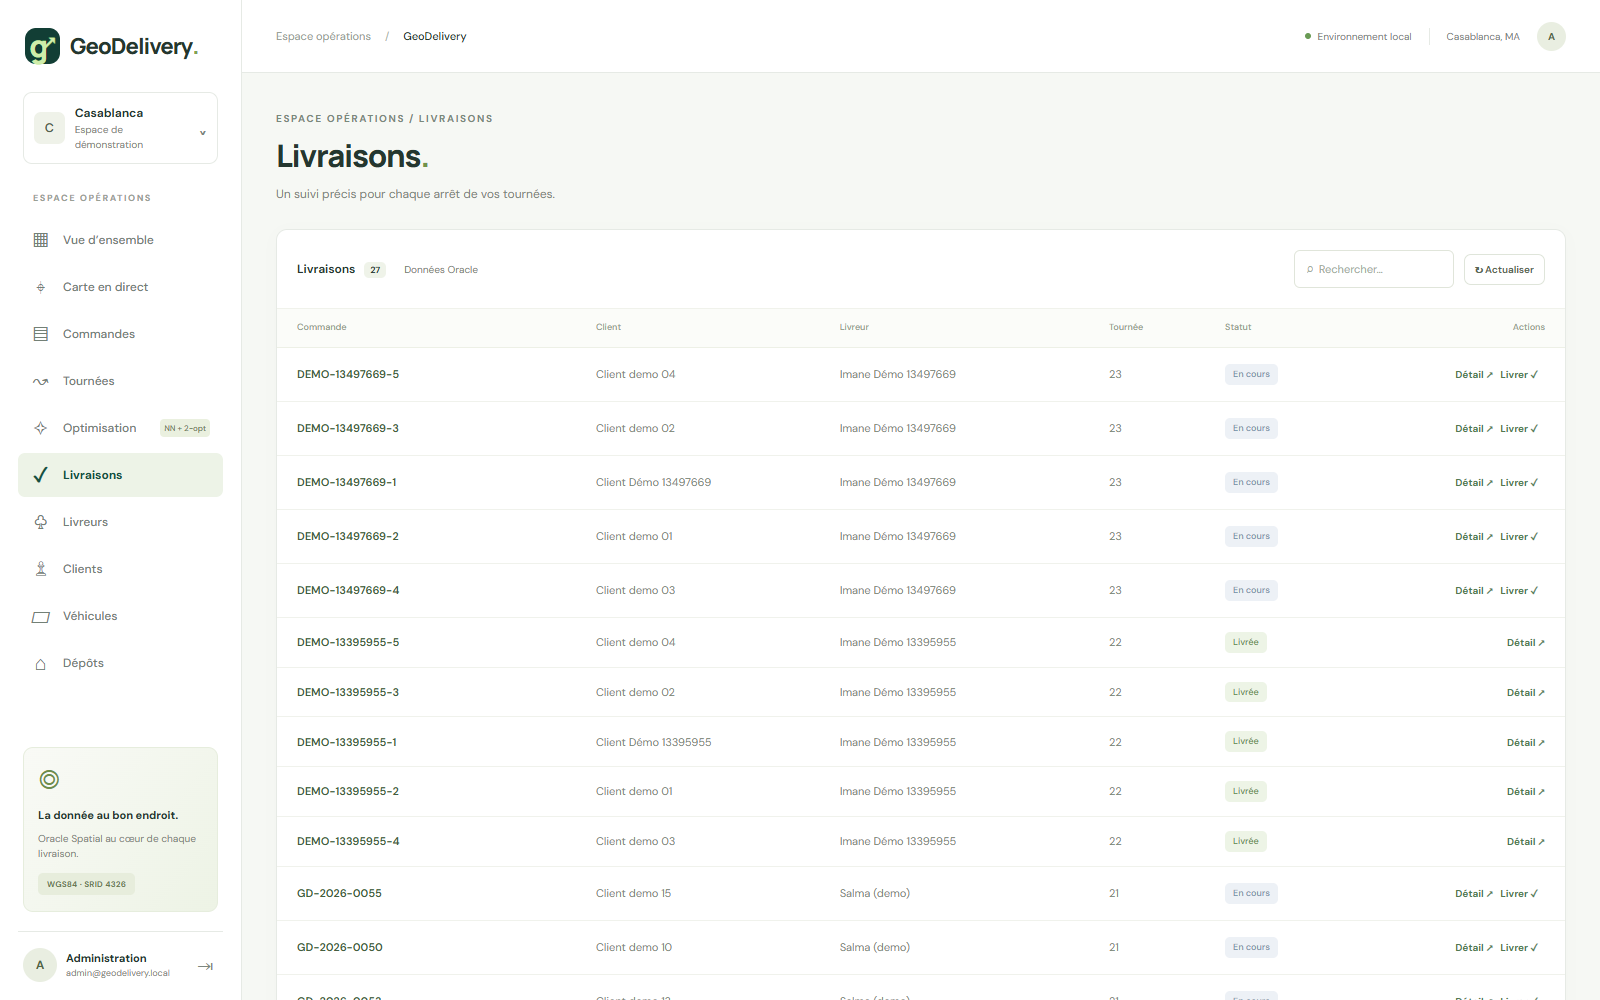 GeoDelivery.
C
Casablanca
Espace de
démonstration
ESPACE OPÉRATIONS
Vue d'ensemble
Carte en direct
Commandes
Tournées
Optimisation NN + 2-opt
Livraisons
Livreurs
Clients
Véhicules
Dépôts
La donnée au bon endroit.
Oracle Spatial au cœur de chaque
livraison.
WGS84 · SRID 4326
A
Administration
admin@geodelivery.local
Espace opérations / GeoDelivery
Environnement local
Casablanca, MA
A
ESPACE OPÉRATIONS / LIVRAISONS
Livraisons.
Un suivi précis pour chaque arrêt de vos tournées.
Livraisons 27 Données Oracle
Rechercher...
↻ Actualiser
Commande Client Livreur Tournée Statut Actions
DEMO-13497669-5 Client demo 04 Imane Démo 13497669 23 En cours Détail ↗ Livrer ✓
DEMO-13497669-3 Client demo 02 Imane Démo 13497669 23 En cours Détail ↗ Livrer ✓
DEMO-13497669-1 Client Démo 13497669 Imane Démo 13497669 23 En cours Détail ↗ Livrer ✓
DEMO-13497669-2 Client demo 01 Imane Démo 13497669 23 En cours Détail ↗ Livrer ✓
DEMO-13497669-4 Client demo 03 Imane Démo 13497669 23 En cours Détail ↗ Livrer ✓
DEMO-13395955-5 Client demo 04 Imane Démo 13395955 22 Livrée Détail ↗
DEMO-13395955-3 Client demo 02 Imane Démo 13395955 22 Livrée Détail ↗
DEMO-13395955-1 Client Démo 13395955 Imane Démo 13395955 22 Livrée Détail ↗
DEMO-13395955-2 Client demo 01 Imane Démo 13395955 22 Livrée Détail ↗
DEMO-13395955-4 Client demo 03 Imane Démo 13395955 22 Livrée Détail ↗
GD-2026-0055 Client demo 15 Salma (demo) 21 En cours Détail ↗ Livrer ✓
GD-2026-0050 Client demo 10 Salma (demo) 21 En cours Détail ↗ Livrer ✓